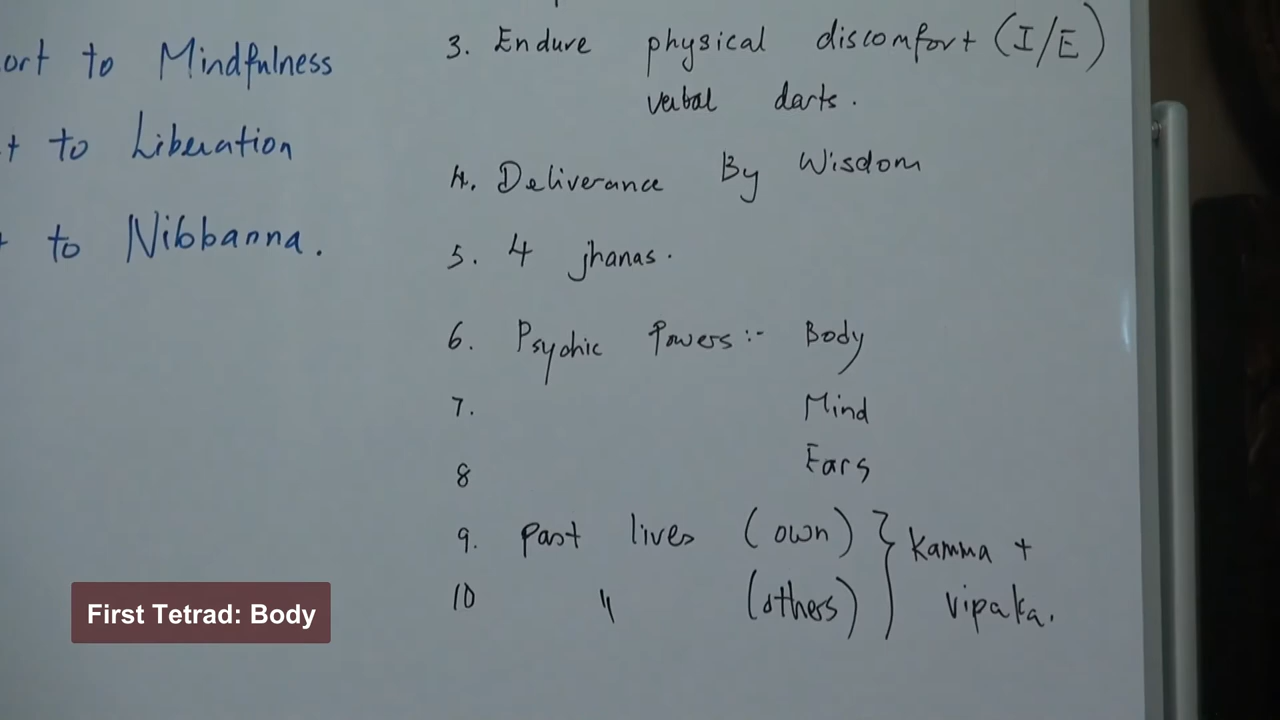 ort to Mindfulness
t to Liberation
to Nibbanna.
3. Endure physical discomfort (I/E)
verbal darts.
4. Deliverance By Wisdom
5. 4 jhanas.
6. Psychic Powers :- Body
7. Mind
8 Ears
9. past lives (own) } kamma +
10 " (others) vipaka.
First Tetrad: Body